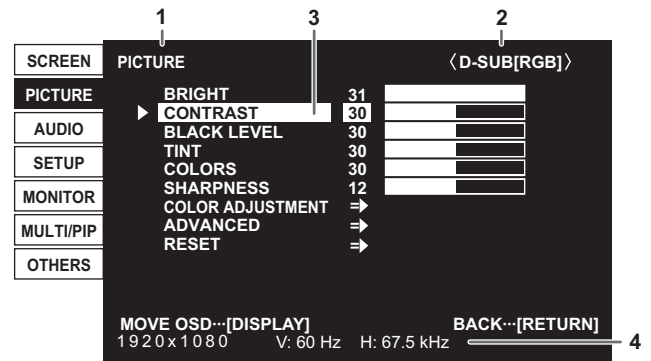 1 3 2
SCREEN
PICTURE
AUDIO
SETUP
MONITOR
MULTI/PIP
OTHERS
PICTURE 〈D-SUB[RGB]〉
BRIGHT 31
CONTRAST 30
BLACK LEVEL 30
TINT 30
COLORS 30
SHARPNESS 12
COLOR ADJUSTMENT
ADVANCED
RESET
MOVE OSD···[DISPLAY] BACK···[RETURN]
1920x1080 V: 60 Hz H: 67.5 kHz 4